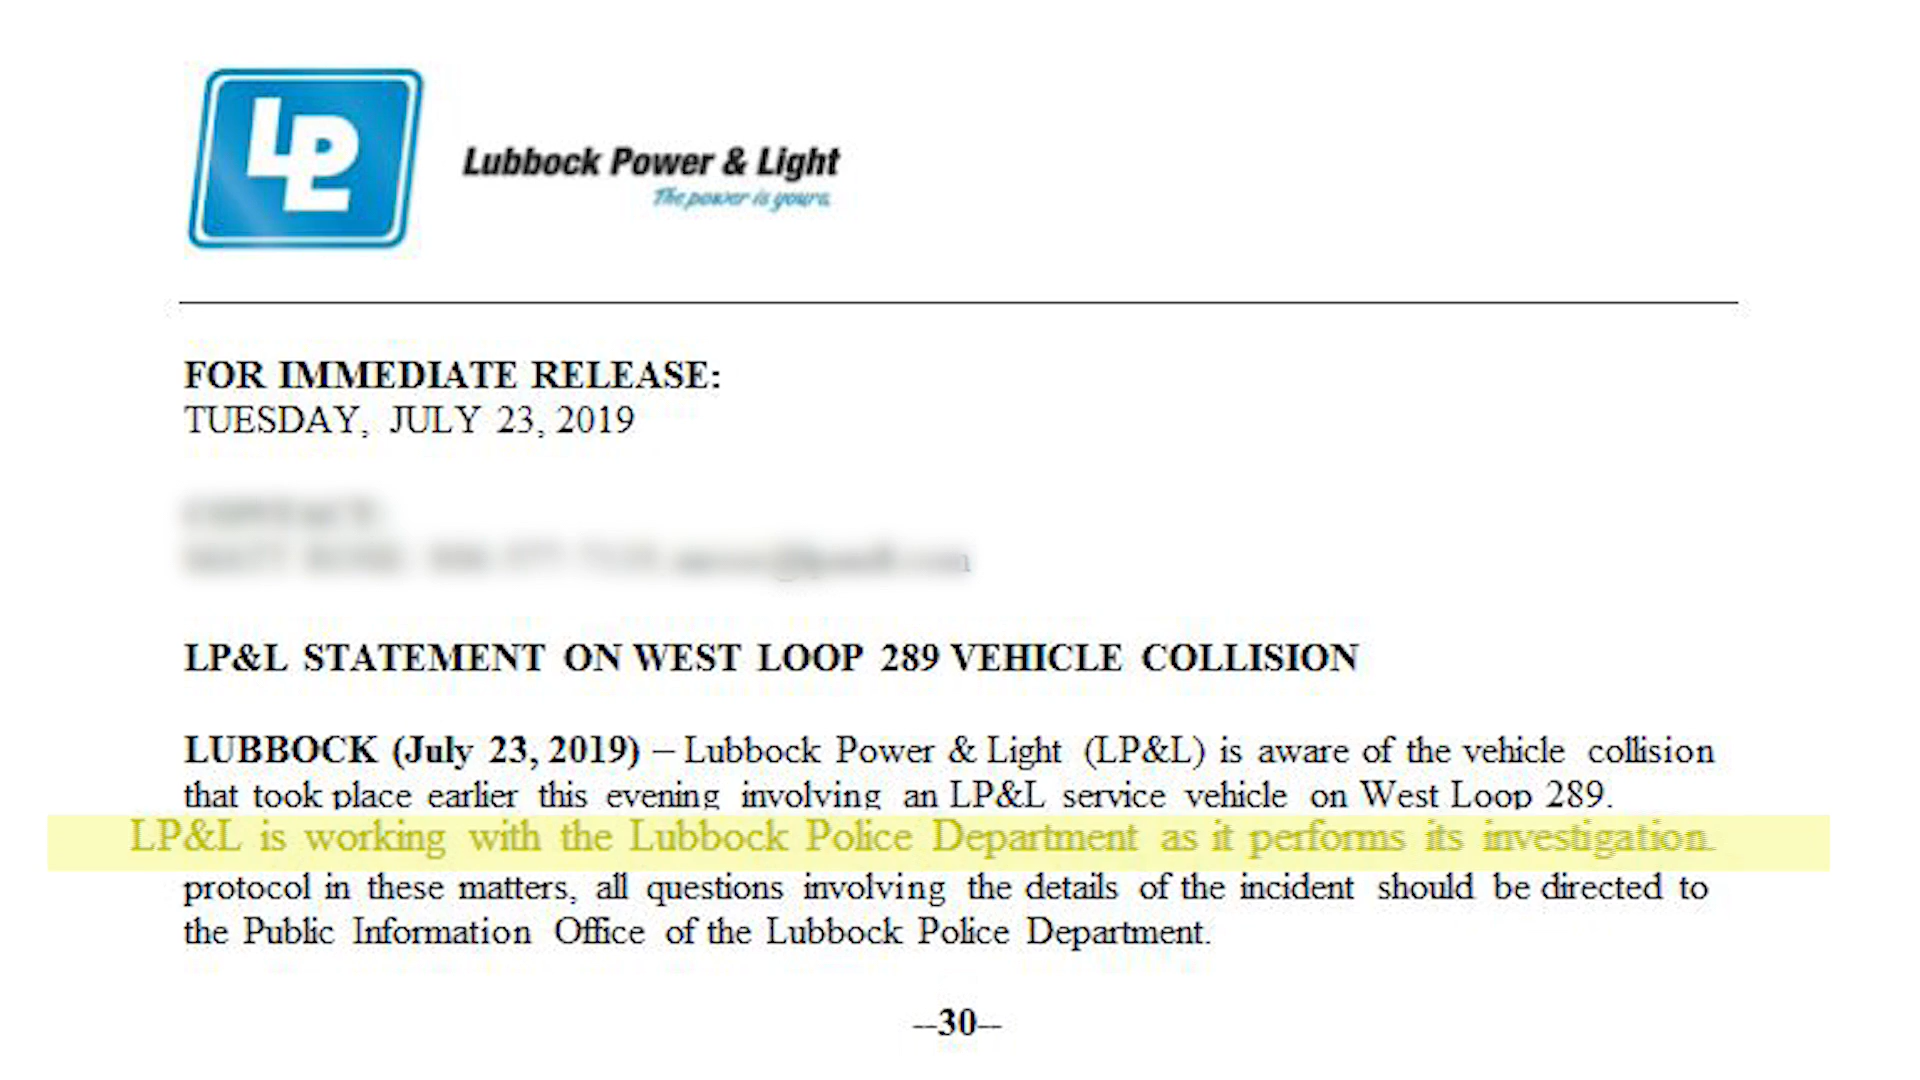 LPL
Lubbock Power & Light
The power is yours.
FOR IMMEDIATE RELEASE:
TUESDAY, JULY 23, 2019
LP&L STATEMENT ON WEST LOOP 289 VEHICLE COLLISION
LUBBOCK (July 23, 2019) – Lubbock Power & Light (LP&L) is aware of the vehicle collision
that took place earlier this evening involving an LP&L service vehicle on West Loop 289.
LP&L is working with the Lubbock Police Department as it performs its investigation.
protocol in these matters, all questions involving the details of the incident should be directed to
the Public Information Office of the Lubbock Police Department.
--30--